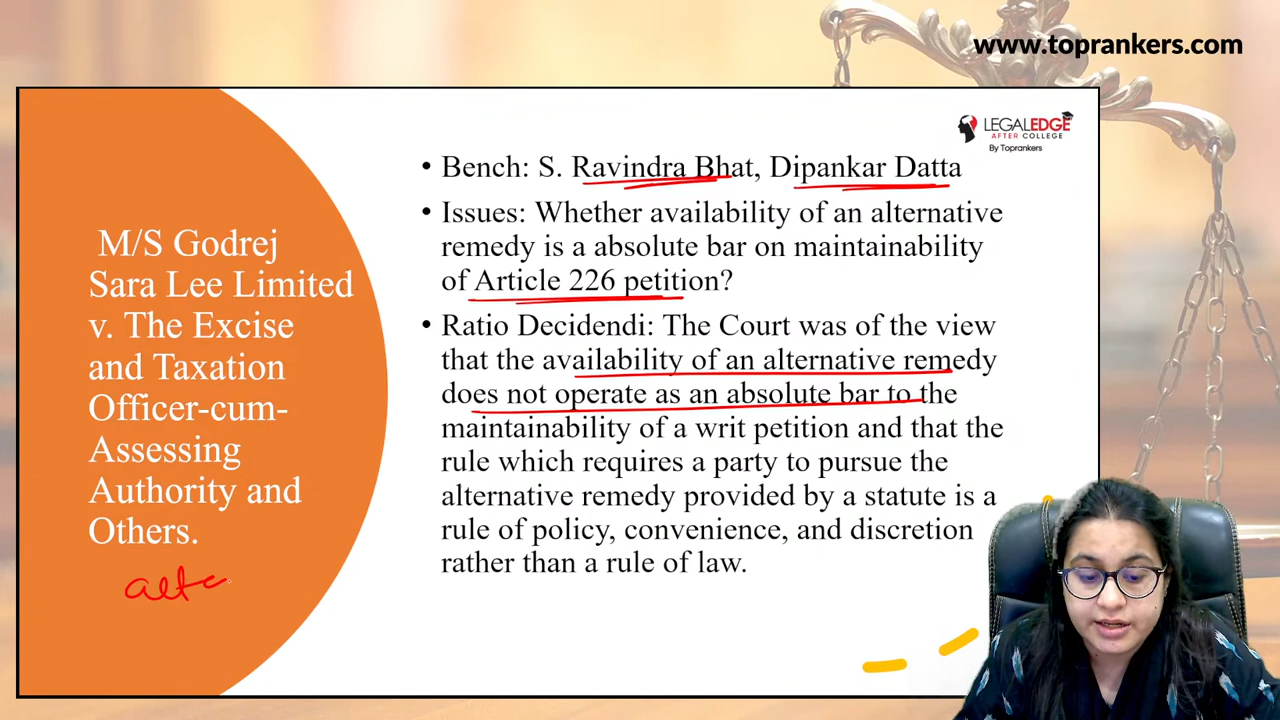 www.toprankers.com
LEGALEDGE
AFTER COLLEGE
By Toprankers
M/S Godrej
Sara Lee Limited
v. The Excise
and Taxation
Officer-cum-
Assessing
Authority and
Others.
• Bench: S. Ravindra Bhat, Dipankar Datta
• Issues: Whether availability of an alternative
remedy is a absolute bar on maintainability
of Article 226 petition?
• Ratio Decidendi: The Court was of the view
that the availability of an alternative remedy
does not operate as an absolute bar to the
maintainability of a writ petition and that the
rule which requires a party to pursue the
alternative remedy provided by a statute is a
rule of policy, convenience, and discretion
rather than a rule of law.